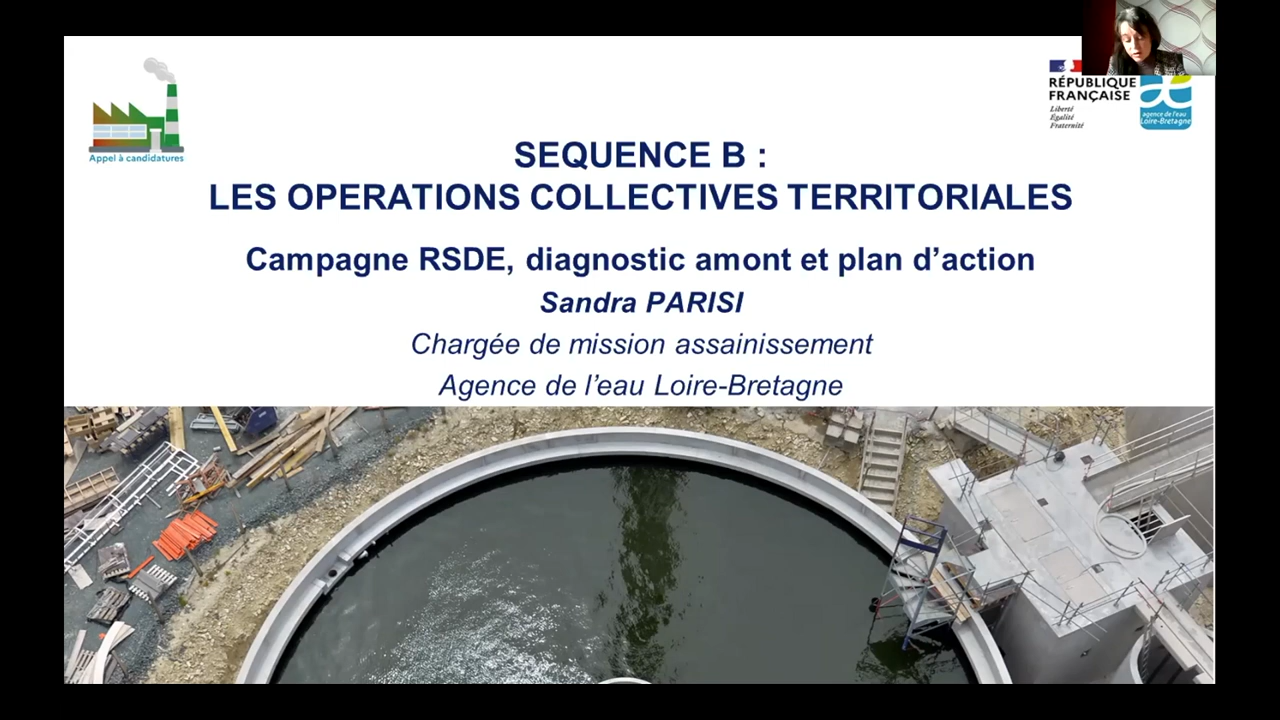 Appel à candidatures
RÉPUBLIQUE
FRANÇAISE
Liberté
Égalité
Fraternité
agence de l'eau
Loire-Bretagne
SEQUENCE B :
LES OPERATIONS COLLECTIVES TERRITORIALES
Campagne RSDE, diagnostic amont et plan d’action
Sandra PARISI
Chargée de mission assainissement
Agence de l’eau Loire-Bretagne